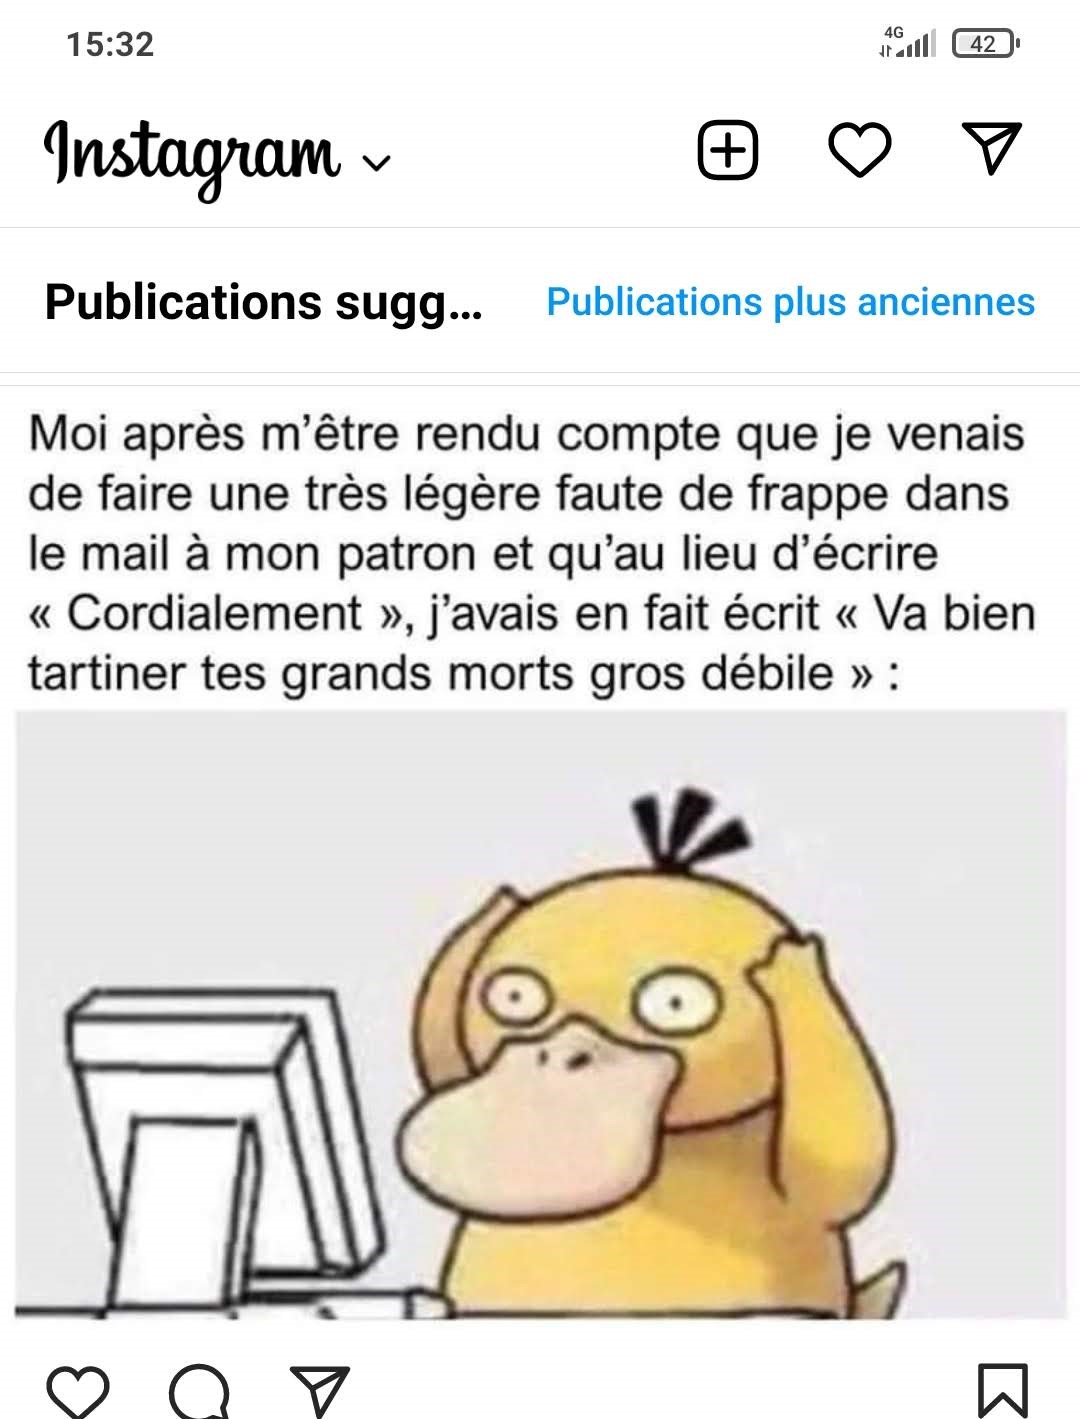 15:32
4G
42
Instagram
Publications sugg...
Publications plus anciennes
Moi après m'être rendu compte que je venais
de faire une très légère faute de frappe dans
le mail à mon patron et qu'au lieu d'écrire
« Cordialement », j'avais en fait écrit « Va bien
tartiner tes grands morts gros débile » :